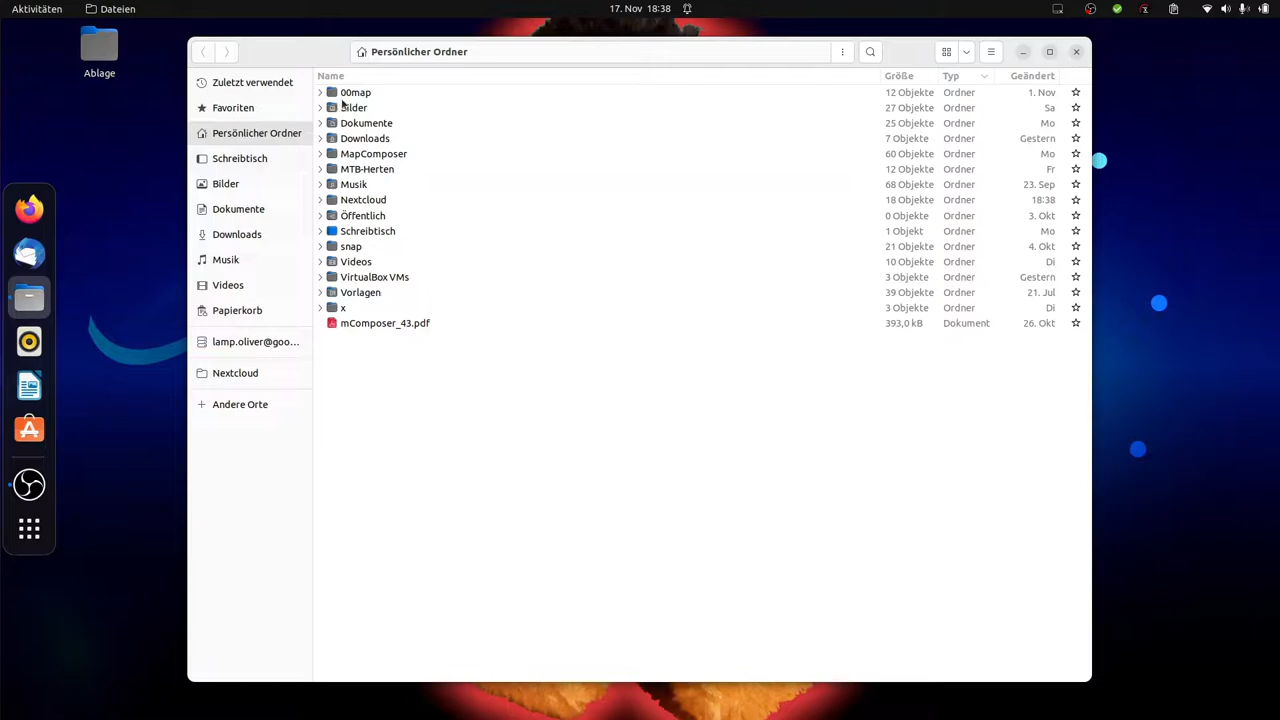 Aktivitäten Dateien 17. Nov 18:38
Ablage
Persönlicher Ordner
Zuletzt verwendet
Favoriten
Persönlicher Ordner
Schreibtisch
Bilder
Dokumente
Downloads
Musik
Videos
Papierkorb
lamp.oliver@goo...
Nextcloud
Andere Orte
Name Größe Typ Geändert
00map 12 Objekte Ordner 1. Nov
Bilder 27 Objekte Ordner Sa
Dokumente 25 Objekte Ordner Mo
Downloads 7 Objekte Ordner Gestern
MapComposer 60 Objekte Ordner Mo
MTB-Herten 12 Objekte Ordner Fr
Musik 68 Objekte Ordner 23. Sep
Nextcloud 18 Objekte Ordner 18:38
Öffentlich 0 Objekte Ordner 3. Okt
Schreibtisch 1 Objekt Ordner Mo
snap 21 Objekte Ordner 4. Okt
Videos 10 Objekte Ordner Di
VirtualBox VMs 3 Objekte Ordner Gestern
Vorlagen 39 Objekte Ordner 21. Jul
x 3 Objekte Ordner Di
mComposer_43.pdf 393,0 kB Dokument 26. Okt